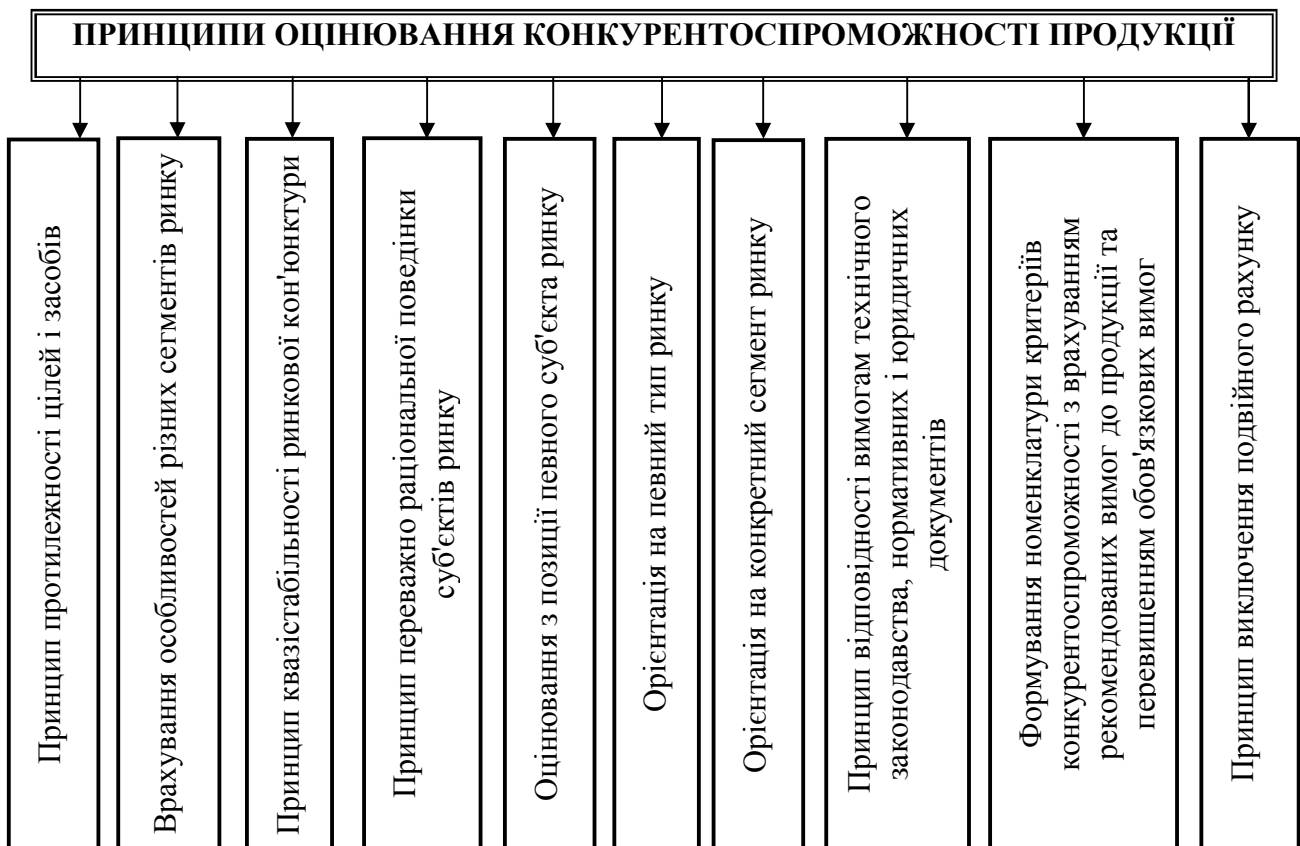 ПРИНЦИПИ ОЦІНЮВАННЯ КОНКУРЕНТОСПРОМОЖНОСТІ ПРОДУКЦІЇ
Принцип протилежності цілей і засобів
Врахування особливостей різних сегментів ринку
Принцип квазістабільності ринкової кон'юнктури
Принцип переважно раціональної поведінки
суб'єктів ринку
Оцінювання з позиції певного суб'єкта ринку
Орієнтація на певний тип ринку
Орієнтація на конкретний сегмент ринку
Принцип відповідності вимогам технічного
законодавства, нормативних і юридичних
документів
Формування номенклатури критеріїв
конкурентоспроможності з врахуванням
рекомендованих вимог до продукції та
перевищенням обов'язкових вимог
Принцип виключення подвійного рахунку